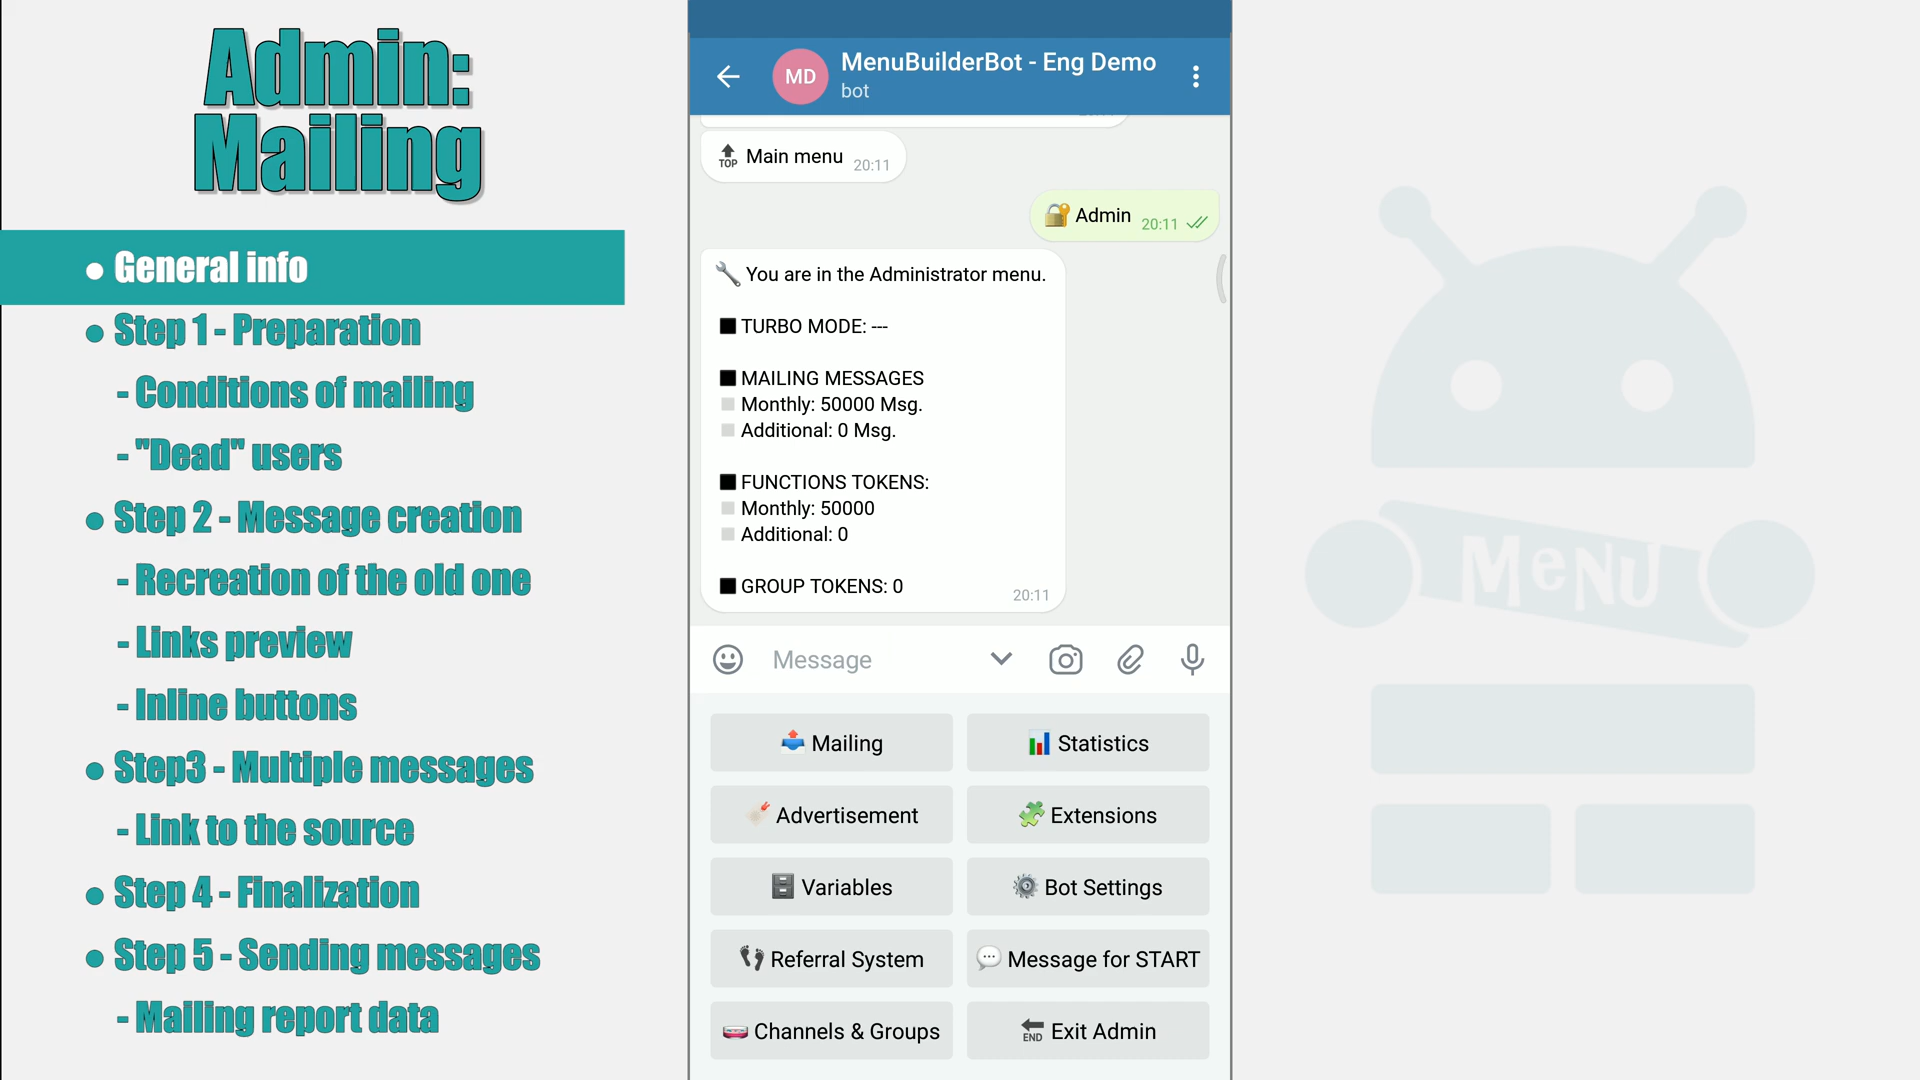 Admin:
Mailing
● General info
● Step 1 - Preparation
- Conditions of mailing
- "Dead" users
● Step 2 - Message creation
- Recreation of the old one
- Links preview
- Inline buttons
● Step3 - Multiple messages
- Link to the source
● Step 4 - Finalization
● Step 5 - Sending messages
- Mailing report data
MD
MenuBuilderBot - Eng Demo
bot
TOP Main menu 20:11
Admin 20:11
You are in the Administrator menu.
TURBO MODE: ---
MAILING MESSAGES
Monthly: 50000 Msg.
Additional: 0 Msg.
FUNCTIONS TOKENS:
Monthly: 50000
Additional: 0
GROUP TOKENS: 0
20:11
Message
Mailing
Statistics
Advertisement
Extensions
Variables
Bot Settings
Referral System
Message for START
Channels & Groups
END Exit Admin
MeNU